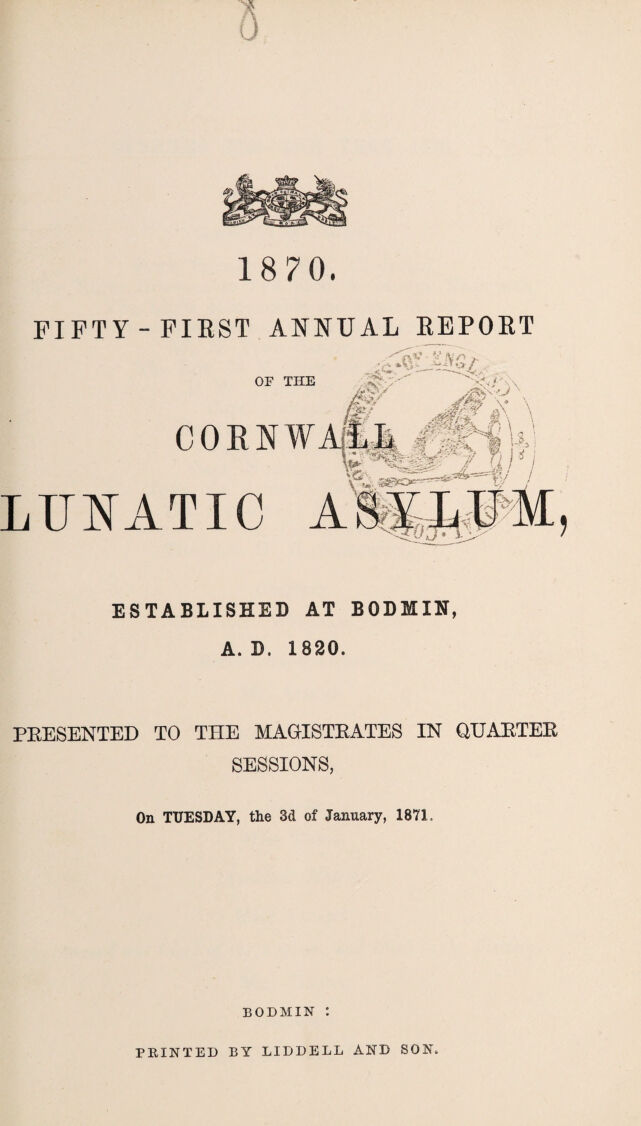 8
1870.
FIFTY-FIRST ANNUAL REPORT
OF THE
CORNWALL
LUNATIC ASYLUM,
ESTABLISHED AT BODMIN,
A. D. 1820.
PRESENTED TO THE MAGISTRATES IN QUARTER
SESSIONS,
On TUESDAY, the 3d of January, 1871.
BODMIN :
PRINTED BY LIDDELL AND SON.